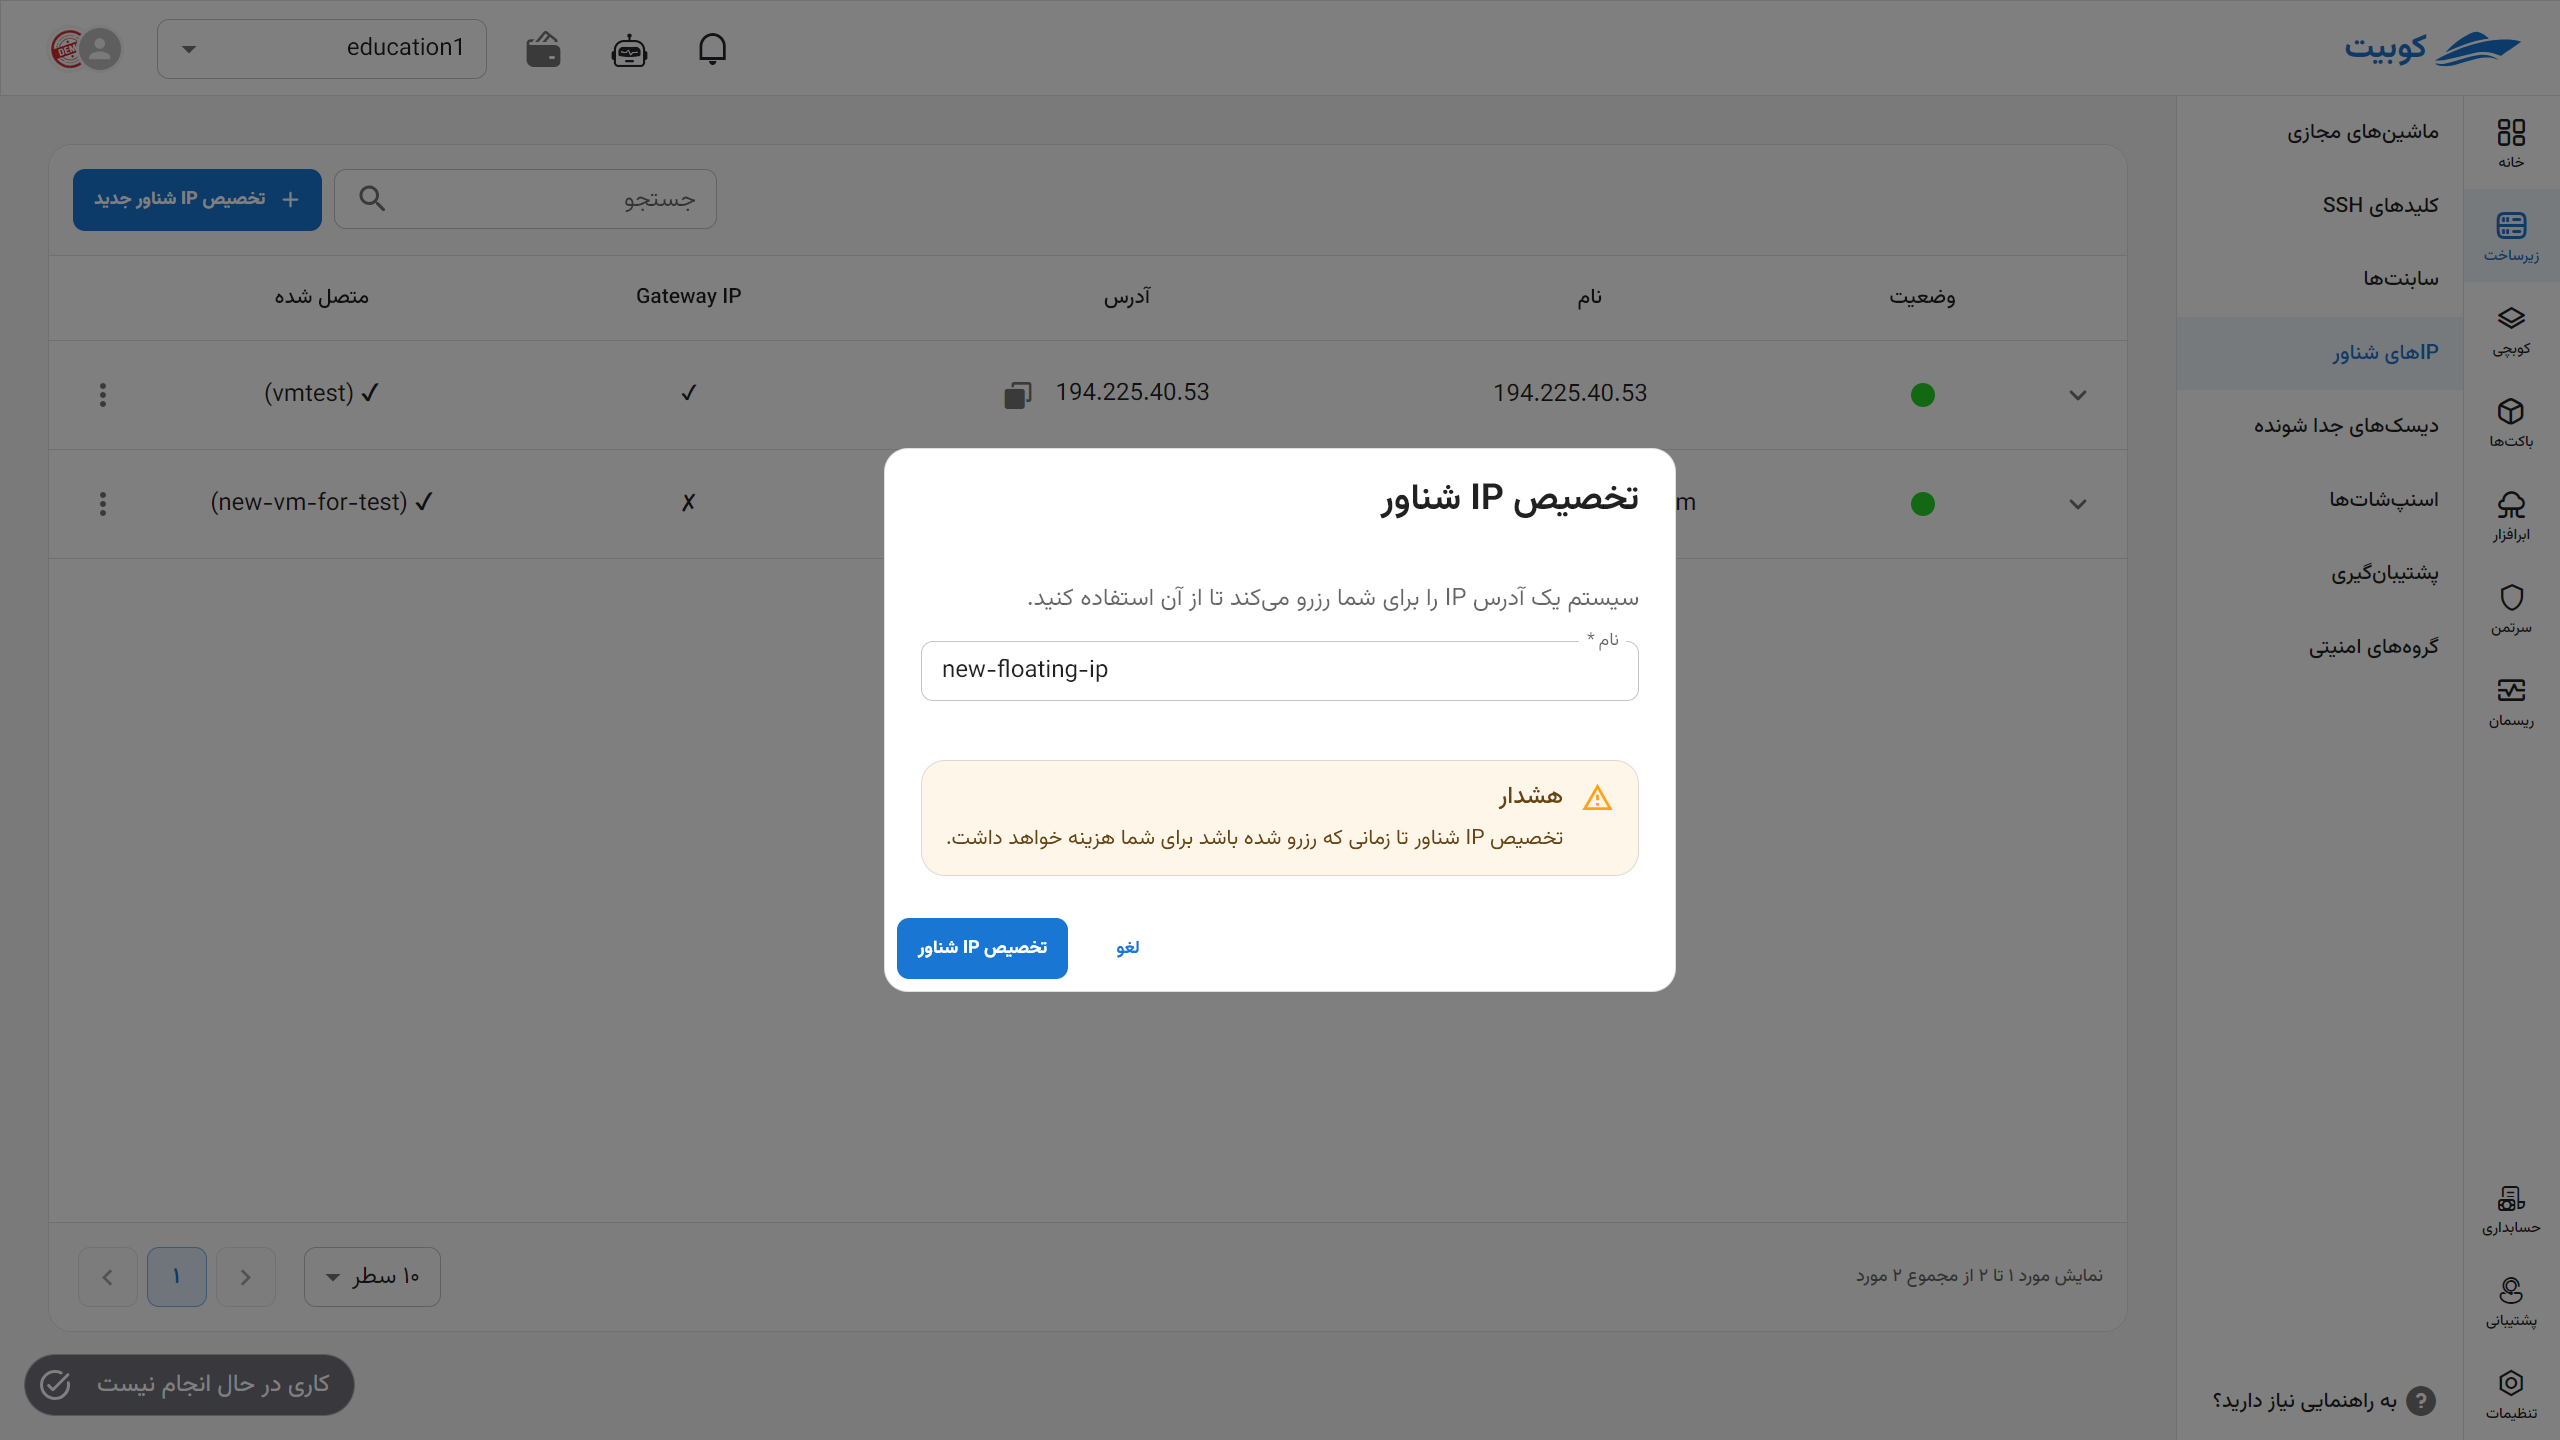 کوبیت
education1
DEM
خانه
زیرساخت
کوبچی
باکت‌ها
ابرافزار
سرتمن
ریسمان
حسابداری
پشتیبانی
تنظیمات
ماشین‌های مجازی
کلیدهای SSH
سابنت‌ها
IPهای شناور
دیسک‌های جدا شونده
اسنپ‌شات‌ها
پشتیبان‌گیری
گروه‌های امنیتی
به راهنمایی نیاز دارید؟
جستجو
تخصیص IP شناور جدید
وضعیت نام آدرس Gateway IP متصل شده
194.225.40.53 194.225.40.53 ✓ ✓ (vmtest)
m ✗ ✓ (new-vm-for-test)
تخصیص IP شناور
سیستم یک آدرس IP را برای شما رزرو می‌کند تا از آن استفاده کنید.
نام *
new-floating-ip
هشدار
تخصیص IP شناور تا زمانی که رزرو شده باشد برای شما هزینه خواهد داشت.
لغو
تخصیص IP شناور
نمایش مورد ۱ تا ۲ از مجموع ۲ مورد
۱۰ سطر
۱
کاری در حال انجام نیست